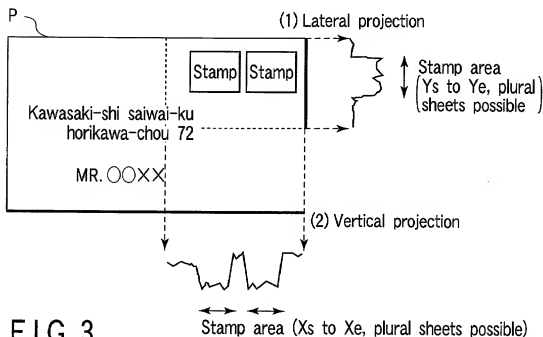 P
(1) Lateral projection
Stamp Stamp
Stamp area
(Ys to Ye, plural
sheets possible)
Kawasaki-shi saiwai-ku
horikawa-chou 72
MR. ○○××
(2) Vertical projection
Stamp area (Xs to Xe, plural sheets possible)
FIG. 3